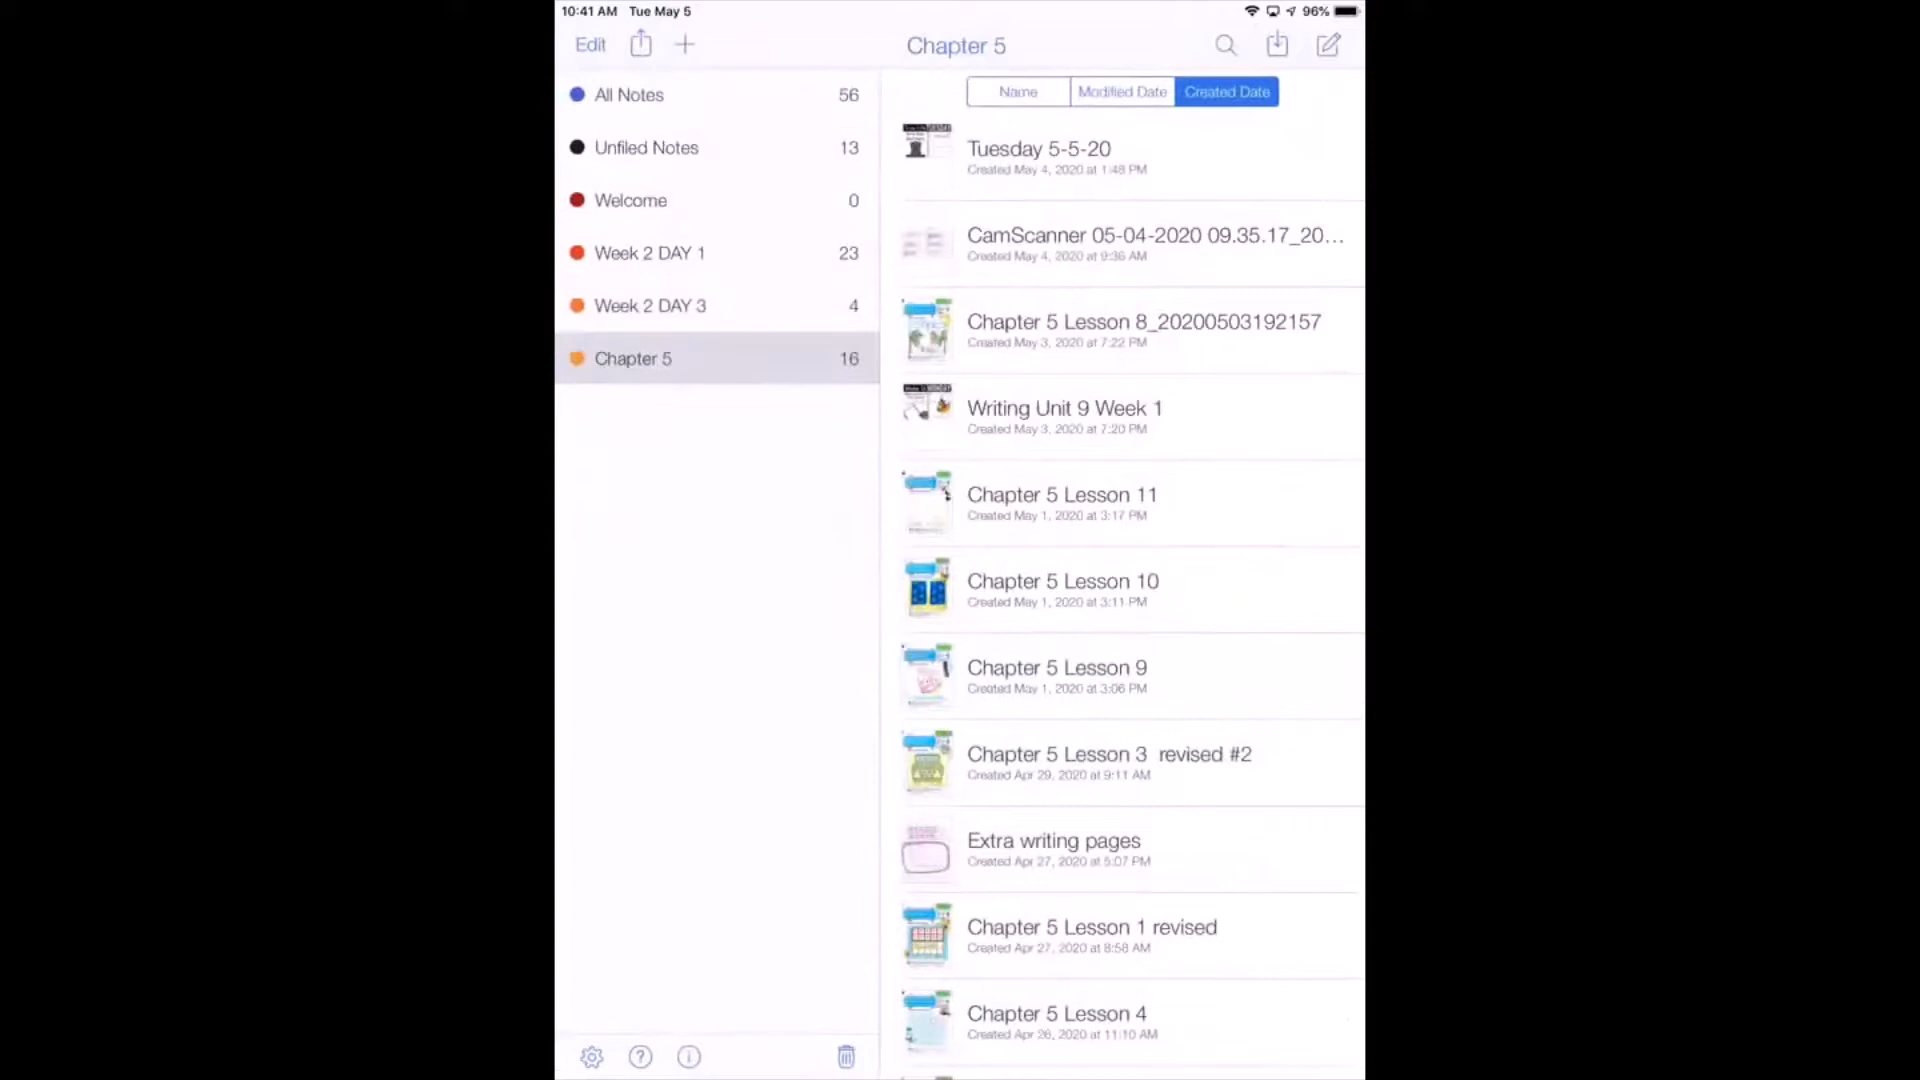 10:41 AM Tue May 5
96%
Edit
Chapter 5
All Notes 56
Unfiled Notes 13
Welcome 0
Week 2 DAY 1 23
Week 2 DAY 3 4
Chapter 5 16
Name Modified Date Created Date
Tuesday 5-5-20
Created May 4, 2020 at 1:48 PM
CamScanner 05-04-2020 09.35.17_20...
Created May 4, 2020 at 9:36 AM
Chapter 5 Lesson 8_20200503192157
Created May 3, 2020 at 7:22 PM
Writing Unit 9 Week 1
Created May 3, 2020 at 7:20 PM
Chapter 5 Lesson 11
Created May 1, 2020 at 3:17 PM
Chapter 5 Lesson 10
Created May 1, 2020 at 3:11 PM
Chapter 5 Lesson 9
Created May 1, 2020 at 3:06 PM
Chapter 5 Lesson 3 revised #2
Created Apr 29, 2020 at 9:11 AM
Extra writing pages
Created Apr 27, 2020 at 5:07 PM
Chapter 5 Lesson 1 revised
Created Apr 27, 2020 at 8:58 AM
Chapter 5 Lesson 4
Created Apr 26, 2020 at 11:10 AM